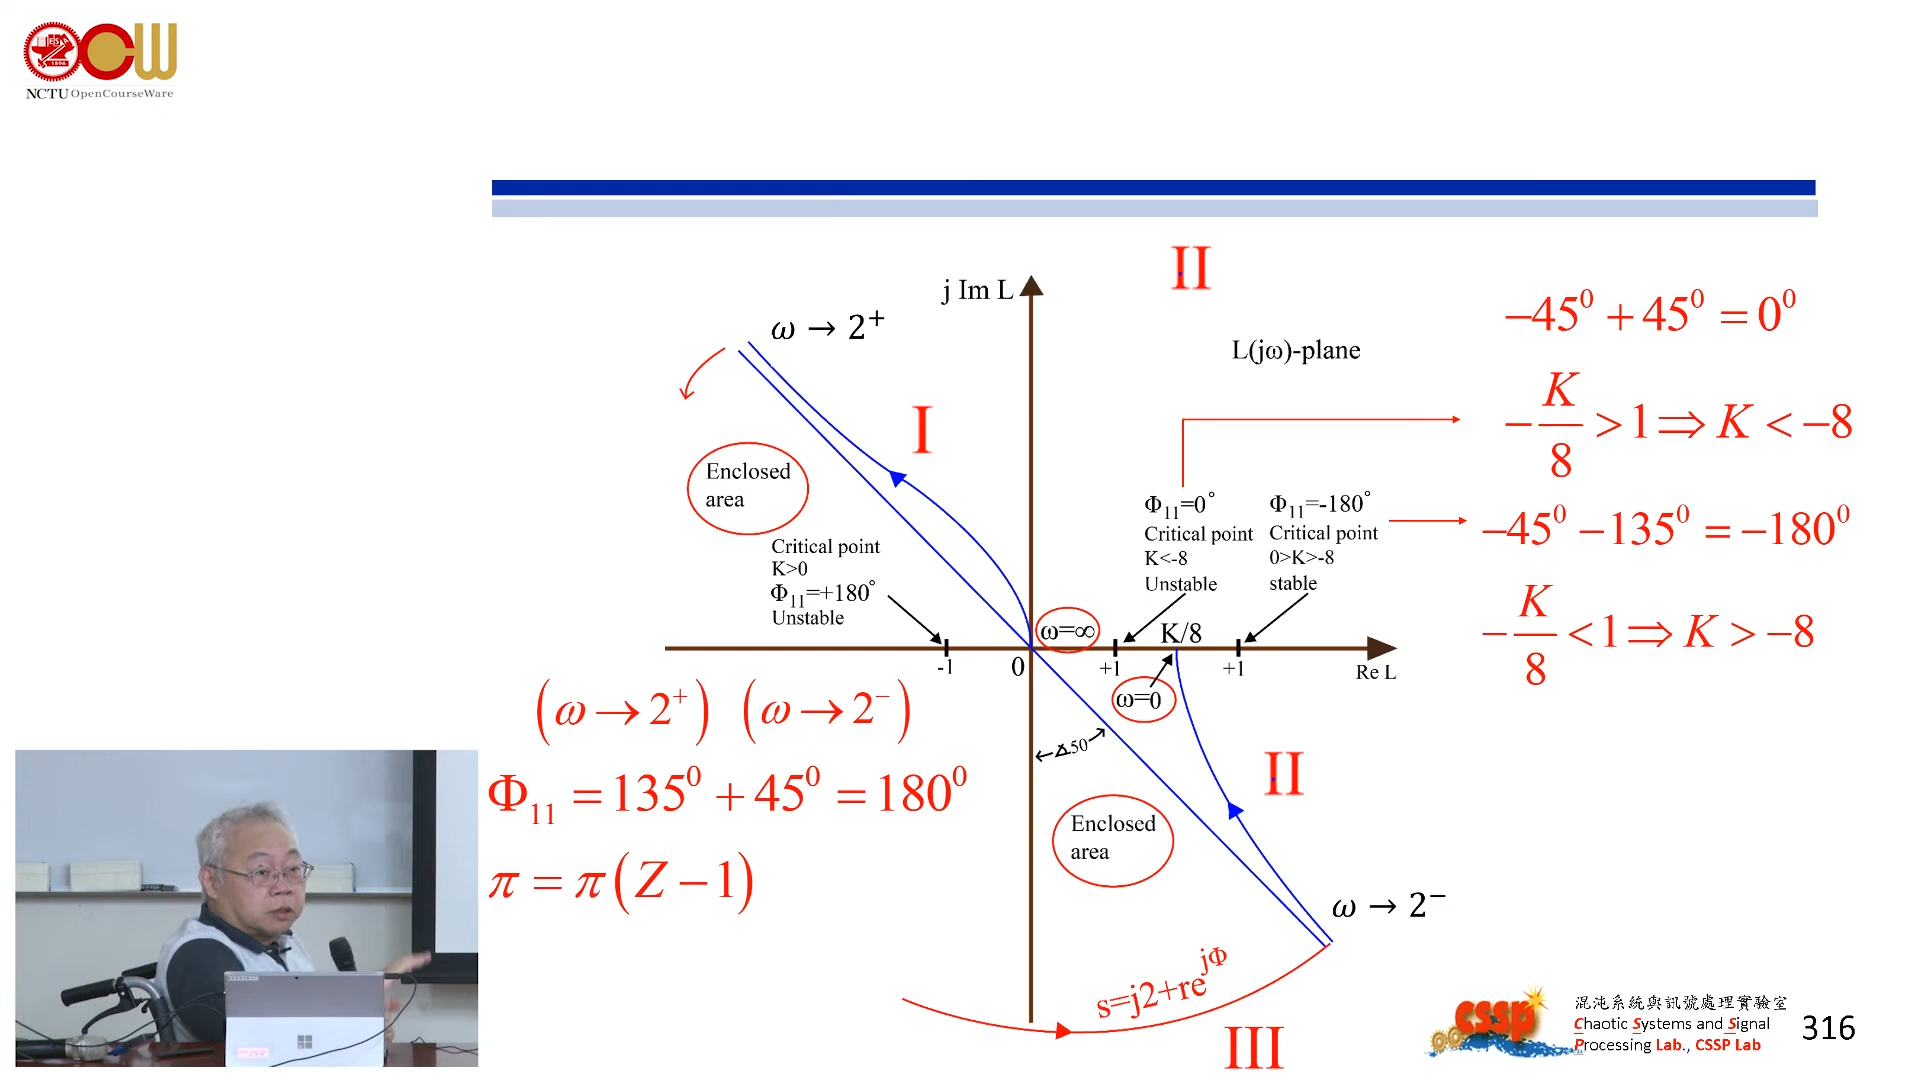 NCTU OpenCourseWare
II
j Im L
ω → 2⁺
L(jω)-plane
I
Enclosed
area
Critical point
K>0
Φ₁₁=+180°
Unstable
Φ₁₁=0°
Critical point
K<-8
Unstable
Φ₁₁=-180°
Critical point
0>K>-8
stable
ω=∞
K/8
-1
0
+1
+1
Re L
ω=0
∡50
II
Enclosed
area
ω → 2⁻
s=j2+re^jΦ
III
−45⁰ + 45⁰ = 0⁰
−K/8 > 1 ⇒ K < −8
−45⁰ − 135⁰ = −180⁰
−K/8 < 1 ⇒ K > −8
(ω → 2⁺) (ω → 2⁻)
Φ₁₁ = 135⁰ + 45⁰ = 180⁰
π = π(Z − 1)
cssp
混沌系統與訊號處理實驗室
Chaotic Systems and Signal
Processing Lab., CSSP Lab
316